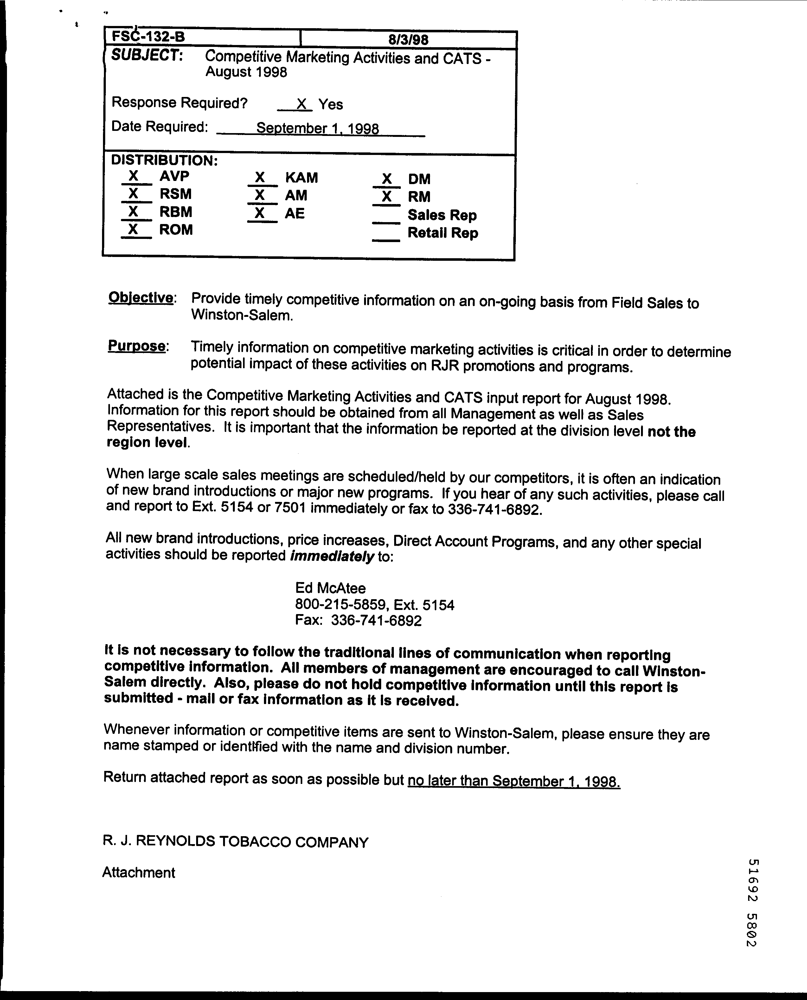 FSC-132-B 8/3/98
SUBJECT: Competitive Marketing Activities and CATS -
August 1998
Response Required? X Yes
Date Required: September 1, 1998
DISTRIBUTION:
X AVP X KAM X DM
X RSM X AM X RM
X RBM X AE Sales Rep
X ROM Retail Rep
Objective: Provide timely competitive information on an on-going basis from Field Sales to
Winston-Salem.
Purpose: Timely information on competitive marketing activities is critical in order to determine
potential impact of these activities on RJR promotions and programs.
Attached is the Competitive Marketing Activities and CATS input report for August 1998.
Information for this report should be obtained from all Management as well as Sales
Representatives. It is important that the information be reported at the division level not the
region level.
When large scale sales meetings are scheduled/held by our competitors, it is often an indication
of new brand introductions or major new programs. If you hear of any such activities, please call
and report to Ext. 5154 or 7501 immediately or fax to 336-741-6892.
All new brand introductions, price increases, Direct Account Programs, and any other special
activities should be reported immediately to:
Ed McAtee
800-215-5859, Ext. 5154
Fax: 336-741-6892
It is not necessary to follow the traditional lines of communication when reporting
competitive information. All members of management are encouraged to call Winston-
Salem directly. Also, please do not hold competitive information until this report is
submitted - mail or fax information as it is received.
Whenever information or competitive items are sent to Winston-Salem, please ensure they are
name stamped or identified with the name and division number.
Return attached report as soon as possible but no later than September 1, 1998.
R. J. REYNOLDS TOBACCO COMPANY
Attachment
51692 5802